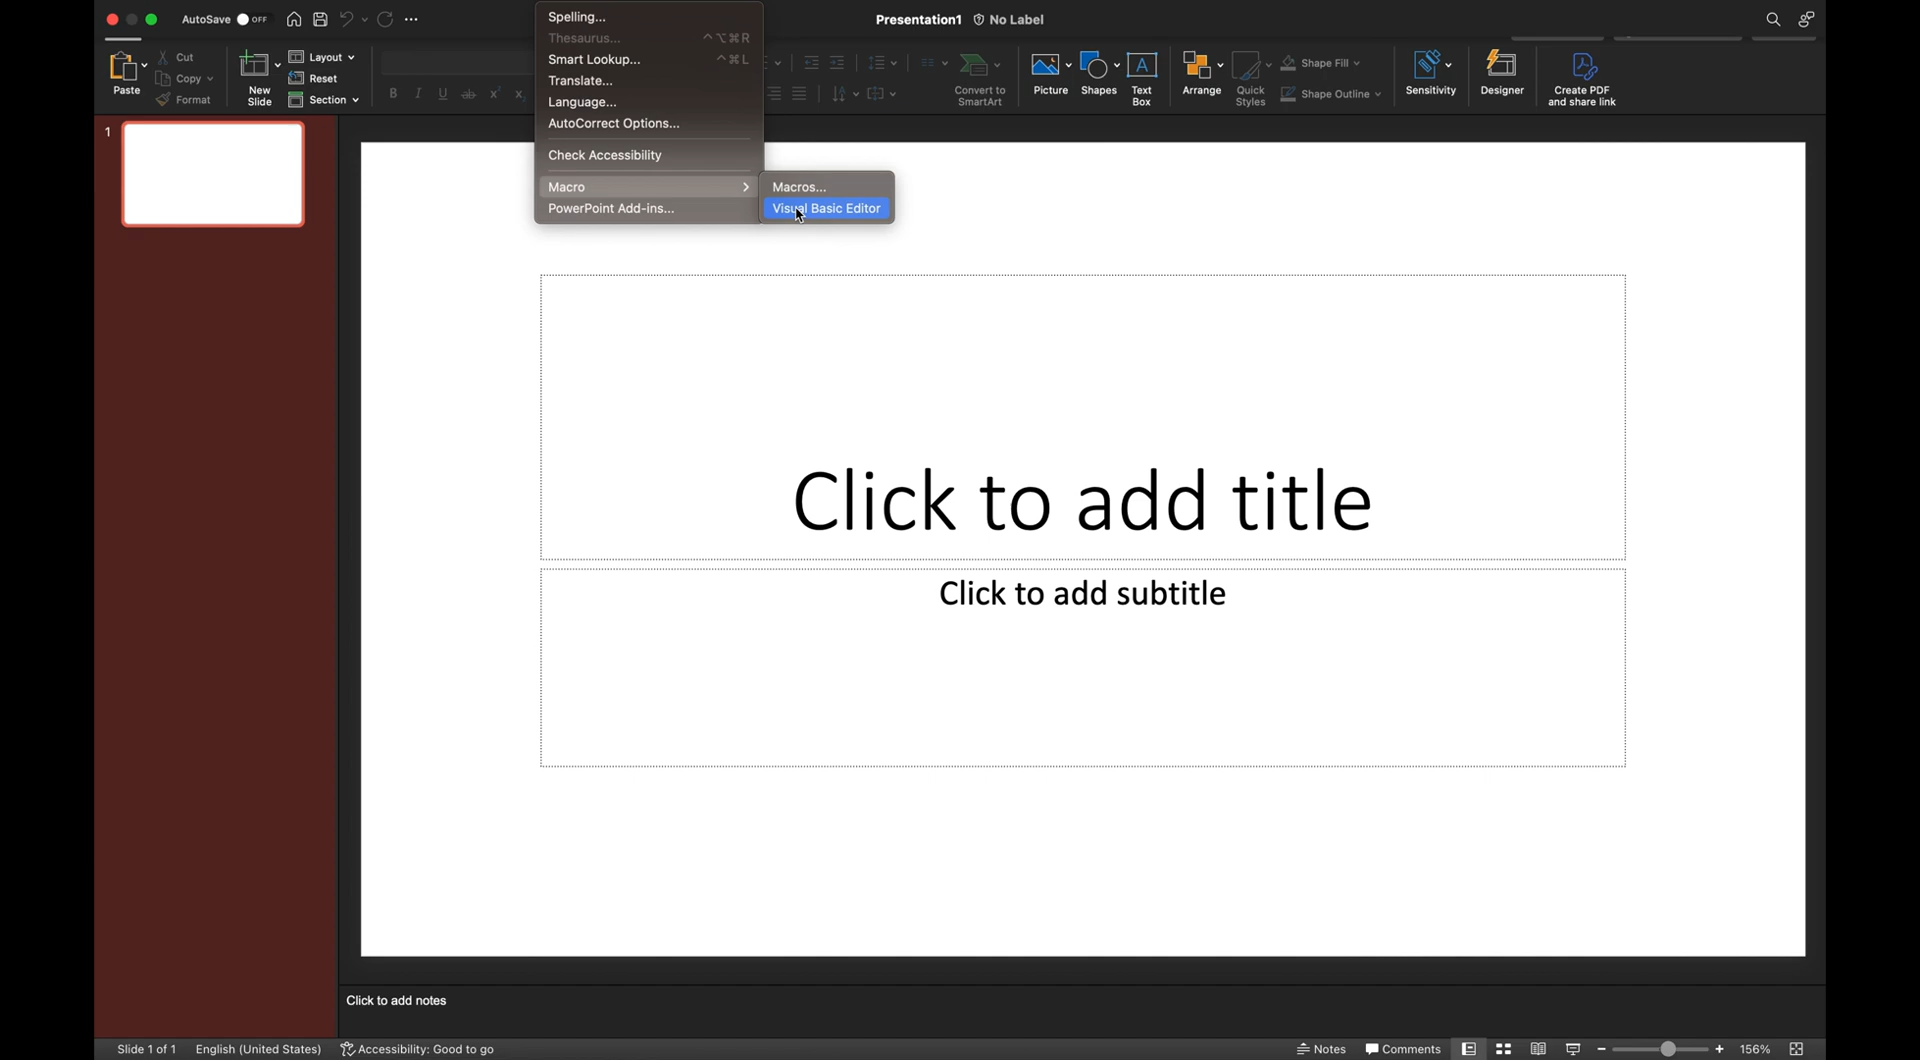 AutoSave OFF
Presentation1 No Label
Spelling...
Thesaurus... ^⌥⌘R
Smart Lookup... ^⌘L
Translate...
Language...
AutoCorrect Options...
Check Accessibility
Macro
PowerPoint Add-ins...
Macros...
Visual Basic Editor
Paste
Cut
Copy
Format
New
Slide
Layout
Reset
Section
B I U ab x x
Convert to
SmartArt
Picture
Shapes
Text
Box
A
Arrange
Quick
Styles
Shape Fill
Shape Outline
Sensitivity
Designer
Create PDF
and share link
1
Click to add title
Click to add subtitle
Click to add notes
Slide 1 of 1 English (United States) Accessibility: Good to go Notes Comments 156%